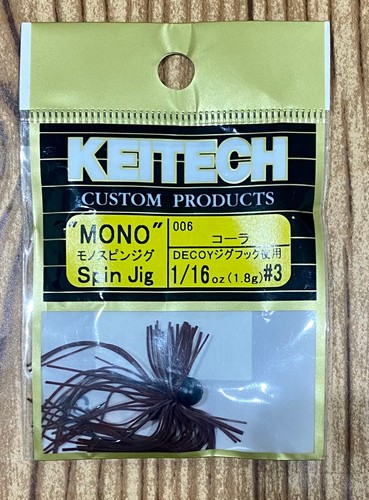 KEITECH
CUSTOM PRODUCTS
"MONO"
モノスピンジグ
Spin Jig
006
コーラ
DECOYジグフック使用
1/16oz(1.8g)#3